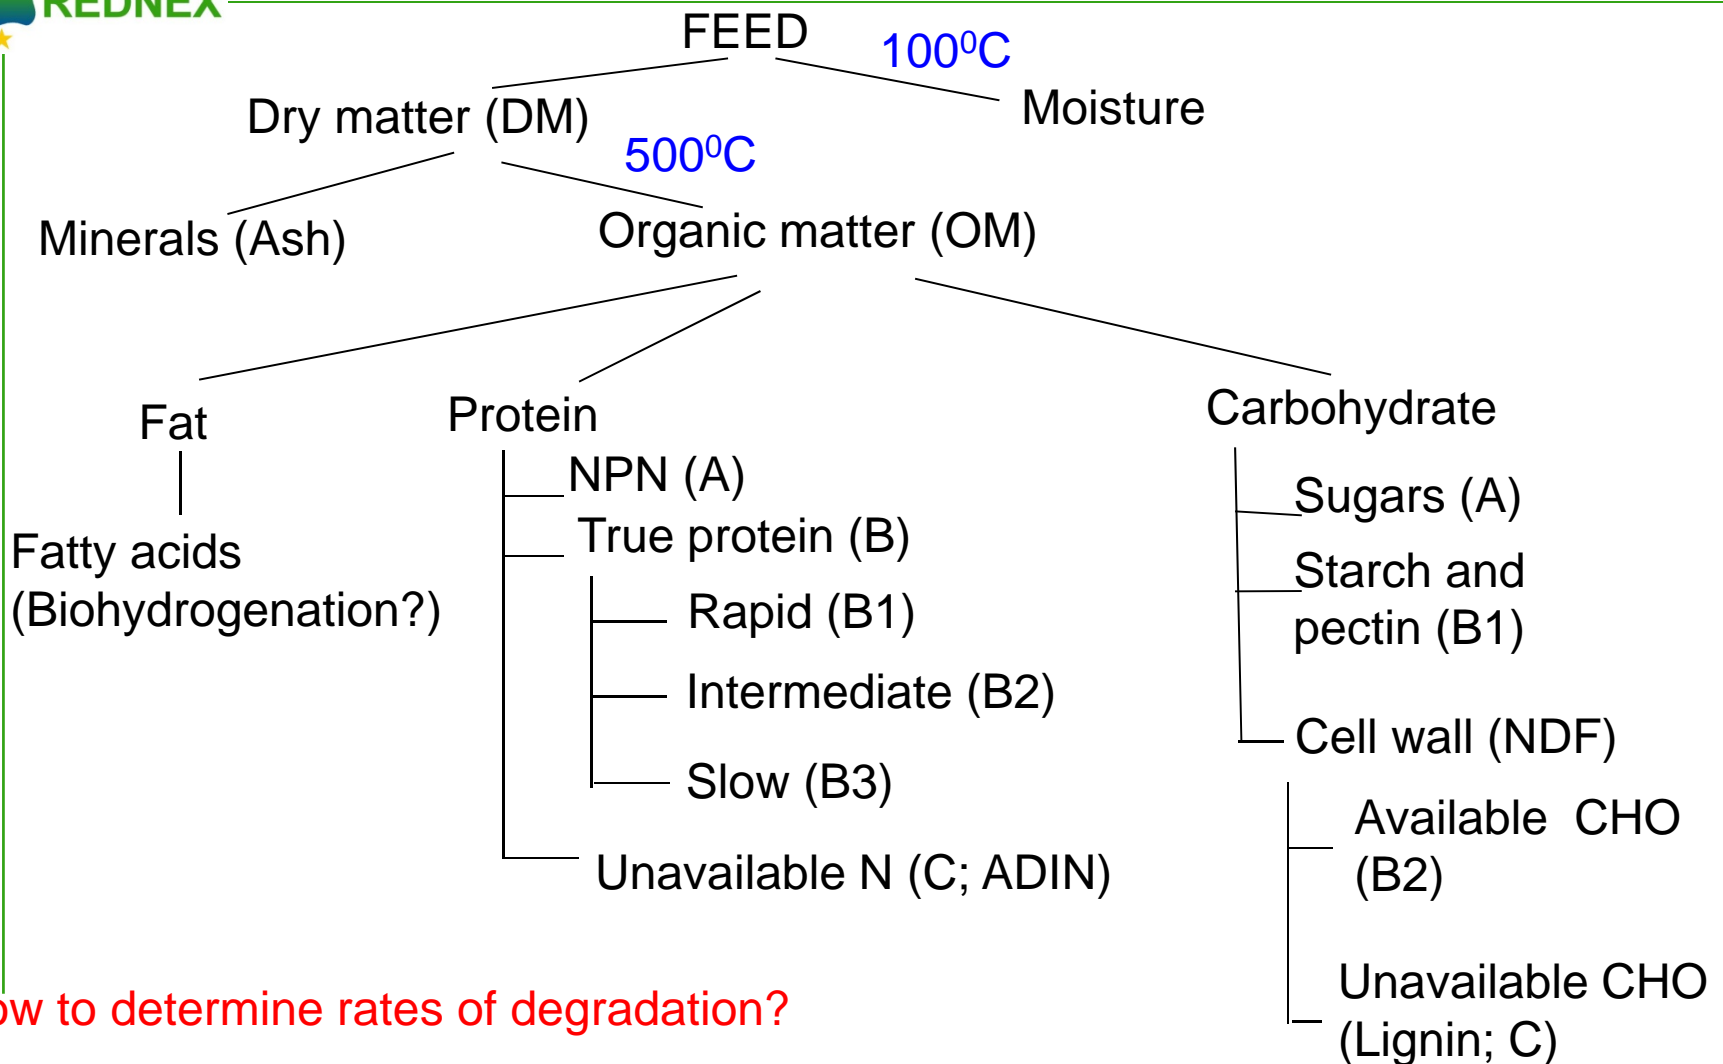 REDNEX
FEED
100⁰C
Dry matter (DM)
Moisture
500⁰C
Minerals (Ash)
Organic matter (OM)
Fat
Protein
Carbohydrate
Fatty acids
(Biohydrogenation?)
NPN (A)
True protein (B)
Rapid (B1)
Intermediate (B2)
Slow (B3)
Unavailable N (C; ADIN)
Sugars (A)
Starch and
pectin (B1)
Cell wall (NDF)
Available CHO
(B2)
Unavailable CHO
(Lignin; C)
ow to determine rates of degradation?